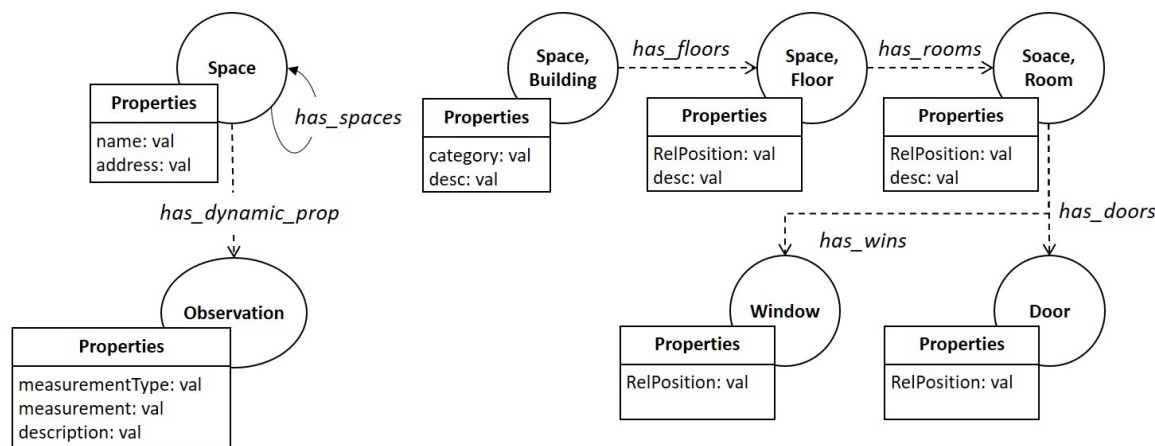 Space
Properties
name: val
address: val
has_spaces
has_dynamic_prop
Observation
Properties
measurementType: val
measurement: val
description: val
Space,
Building
Properties
category: val
desc: val
has_floors
Space,
Floor
Properties
RelPosition: val
desc: val
has_rooms
Soace,
Room
Properties
RelPosition: val
desc: val
has_wins
has_doors
Window
Properties
RelPosition: val
Door
Properties
RelPosition: val